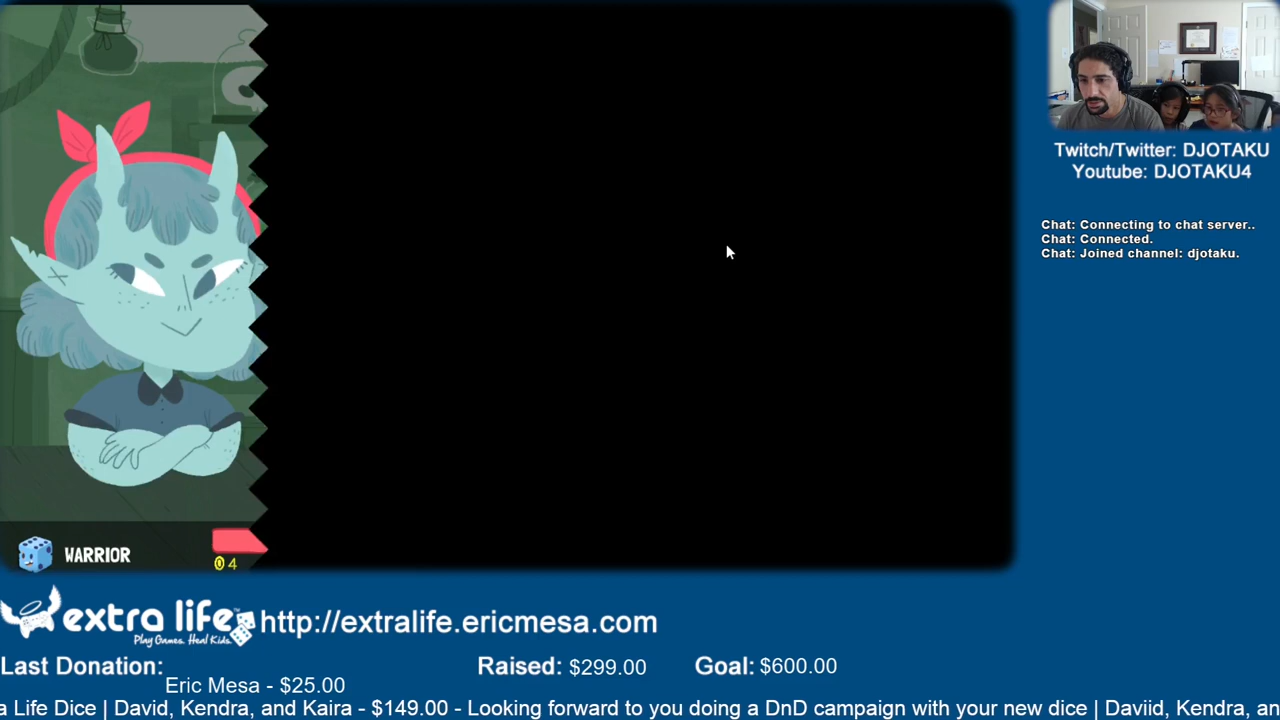 Twitch/Twitter: DJOTAKU
Youtube: DJOTAKU4
Chat: Connecting to chat server..
Chat: Connected.
Chat: Joined channel: djotaku.
WARRIOR
04
extra life
Play Games. Heal Kids.
http://extralife.ericmesa.com
Last Donation:
Eric Mesa - $25.00
Raised: $299.00
Goal: $600.00
a Life Dice | David, Kendra, and Kaira - $149.00 - Looking forward to you doing a DnD campaign with your new dice | Daviid, Kendra, an